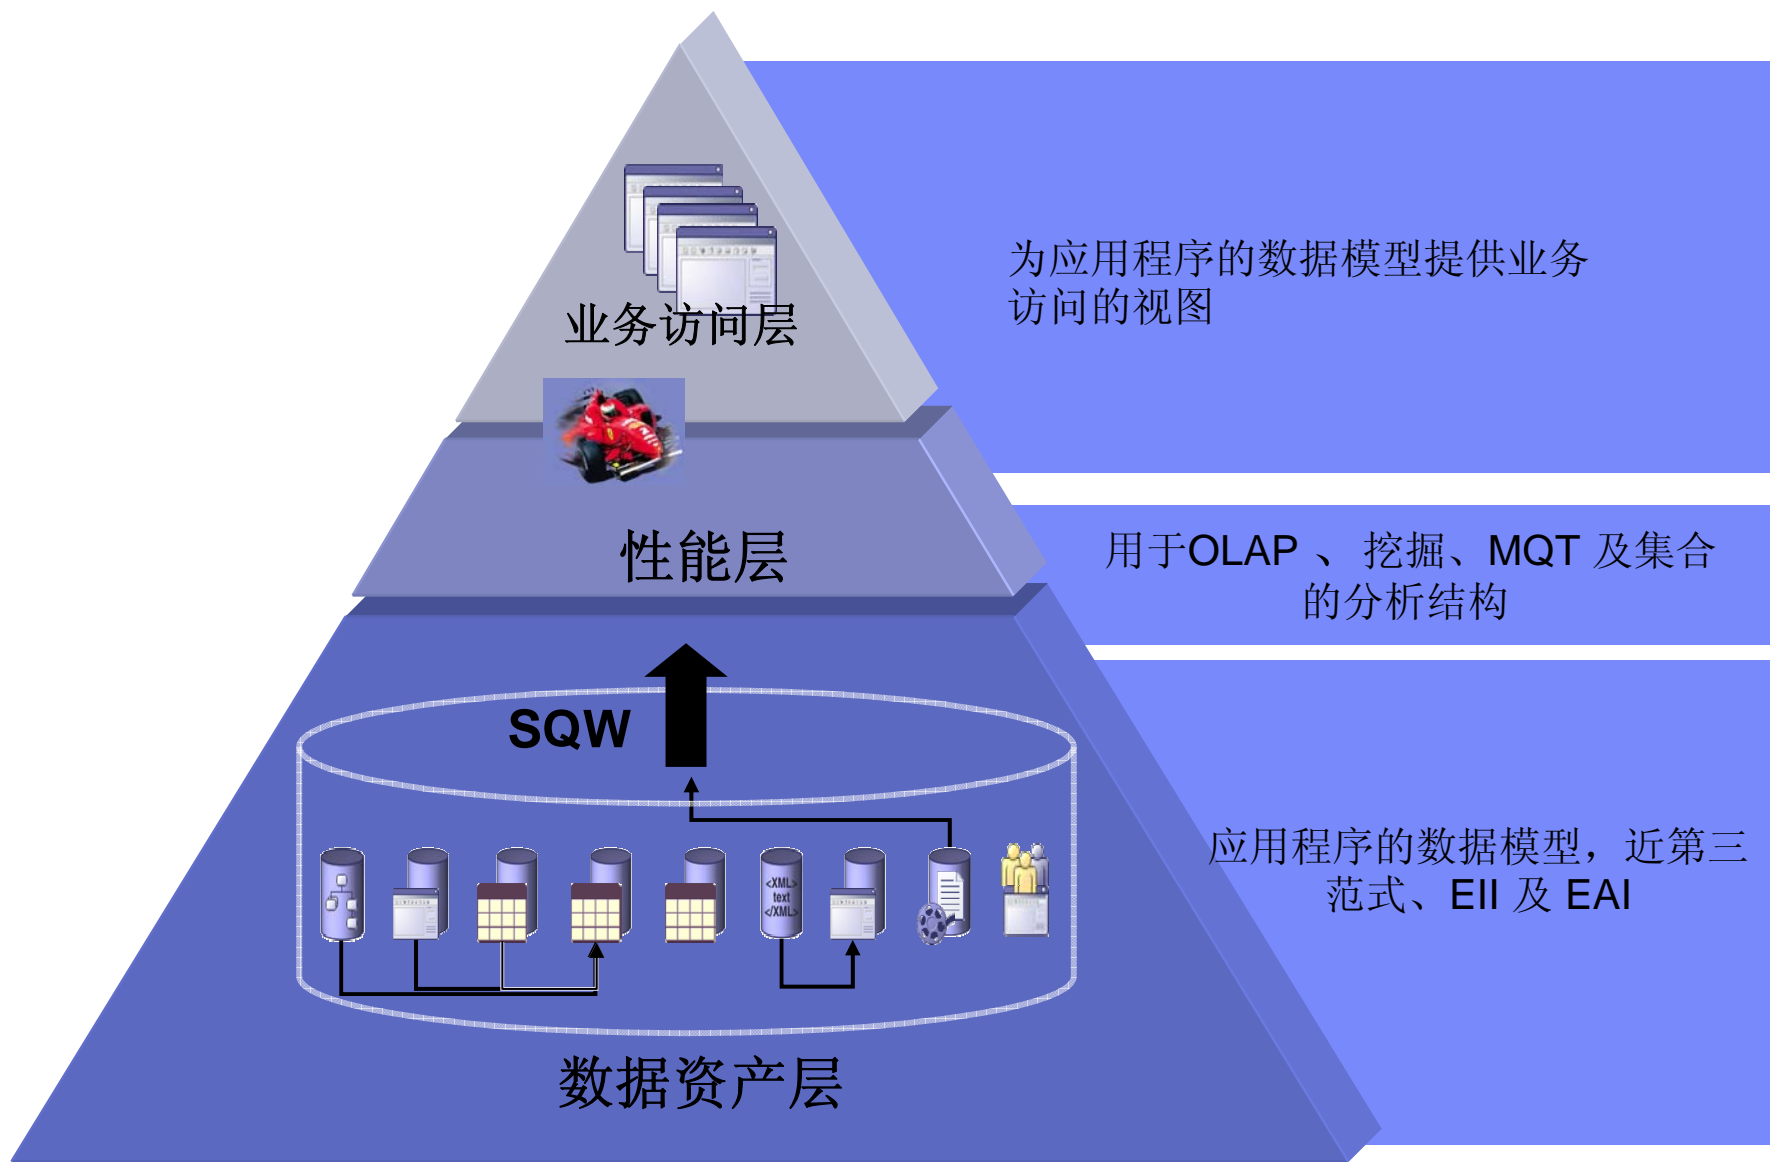 业务访问层
为应用程序的数据模型提供业务
访问的视图
性能层
用于OLAP 、 挖掘、MQT 及集合
的分析结构
SQW
<XML>
text
</XML>
应用程序的数据模型，近第三
范式、EII 及 EAI
数据资产层